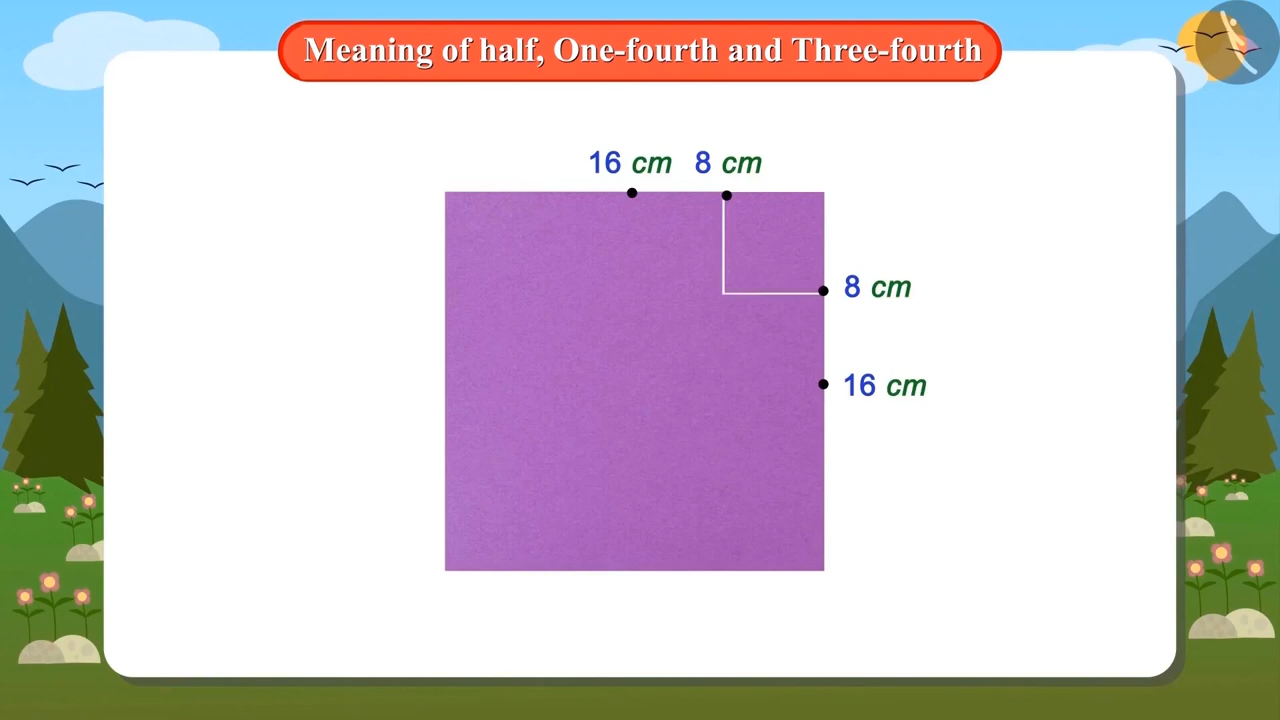 Meaning of half, One-fourth and Three-fourth
16 cm 8 cm
8 cm
16 cm